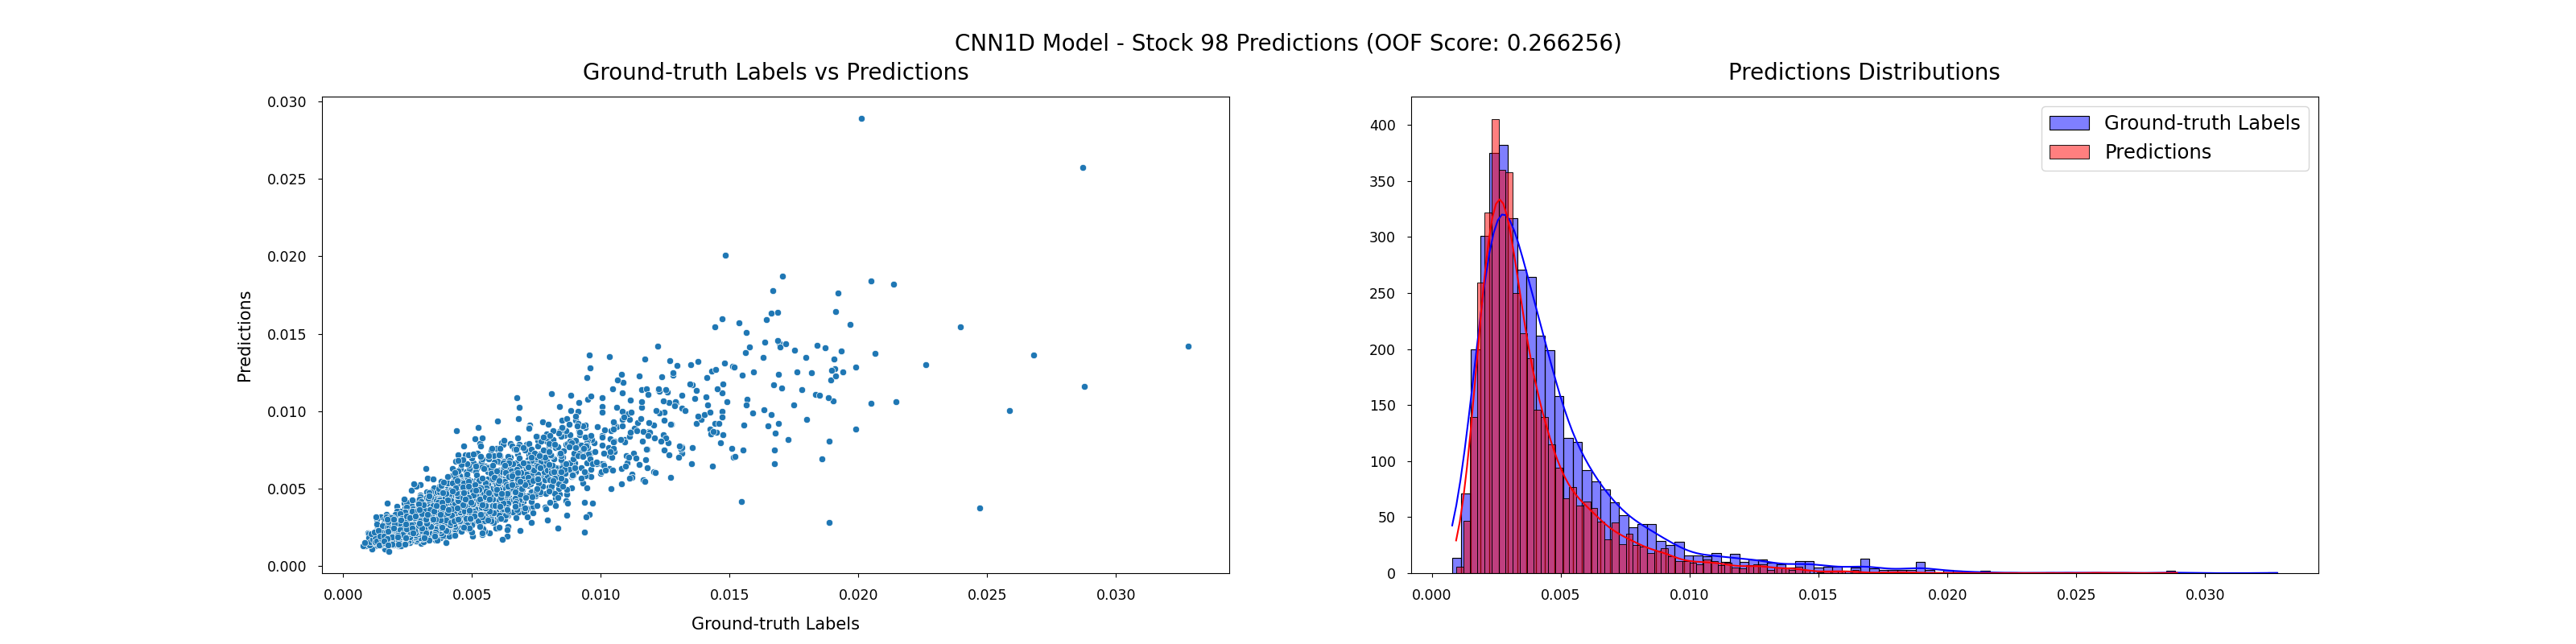 CNN1D Model - Stock 98 Predictions (OOF Score: 0.266256)
Ground-truth Labels vs Predictions
0.030
0.025
0.020
0.015
0.010
0.005
0.000
Predictions
0.000 0.005 0.010 0.015 0.020 0.025 0.030
Ground-truth Labels
Predictions Distributions
Ground-truth Labels
Predictions
400
350
300
250
200
150
100
50
0
0.000 0.005 0.010 0.015 0.020 0.025 0.030